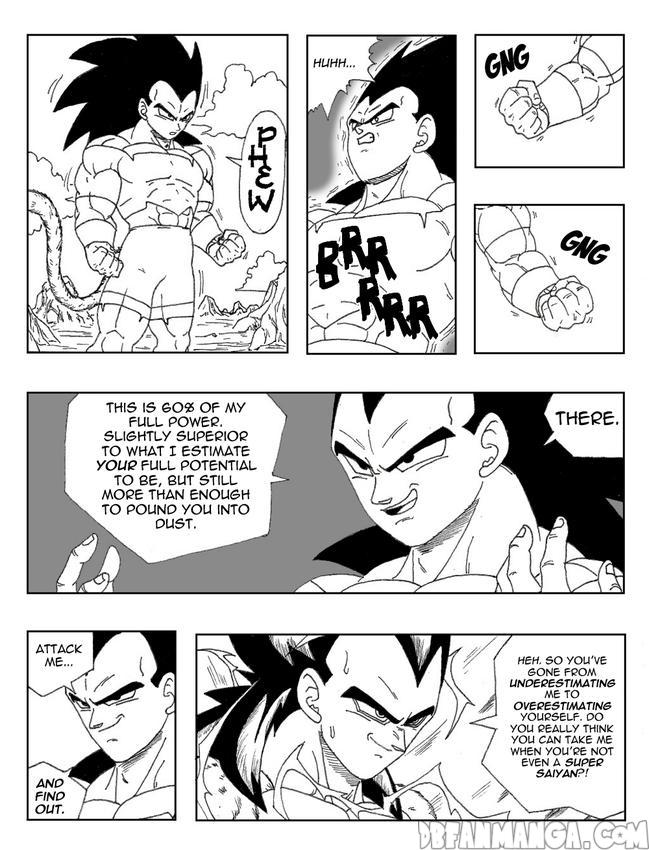 PHEW
HUHH...
BRR
RRR
GNG
GNG
THERE.
THIS IS 60% OF MY
FULL POWER.
SLIGHTLY SUPERIOR
TO WHAT I ESTIMATE
YOUR FULL POTENTIAL
TO BE, BUT STILL
MORE THAN ENOUGH
TO POUND YOU INTO
DUST.
ATTACK
ME...
AND
FIND
OUT.
HEH. SO YOU'VE
GONE FROM
UNDERESTIMATING
ME TO
OVERESTIMATING
YOURSELF. DO
YOU REALLY THINK
YOU CAN TAKE ME
WHEN YOU'RE NOT
EVEN A SUPER
SAIYAN?!
DBFANMANGA.COM